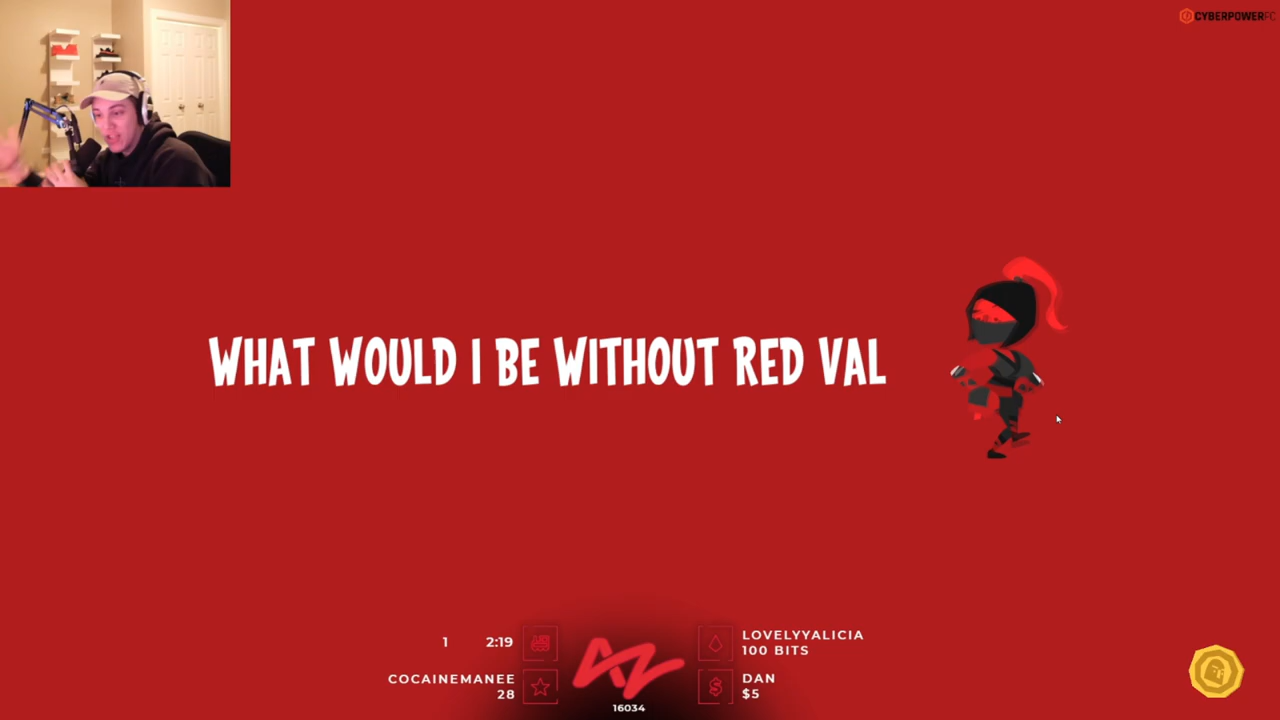 CYBERPOWERPC
WHAT WOULD I BE WITHOUT RED VAL
1 2:19
LOVELYYALICIA
100 BITS
COCAINEMANEE
28
DAN
$5
16034